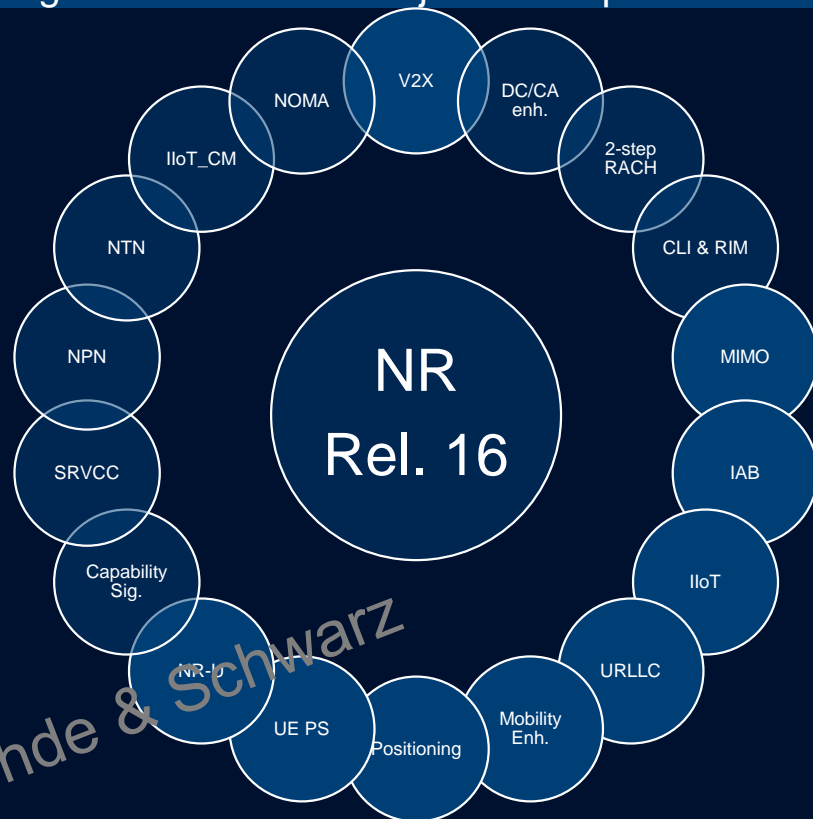 V2X
DC/CA
enh.
2-step
RACH
CLI & RIM
MIMO
IAB
IIoT
URLLC
Mobility
Enh.
Positioning
UE PS
NR-U
Capability
Sig.
SRVCC
NPN
NTN
IIoT_CM
NOMA
NR
Rel. 16
& Schwarz